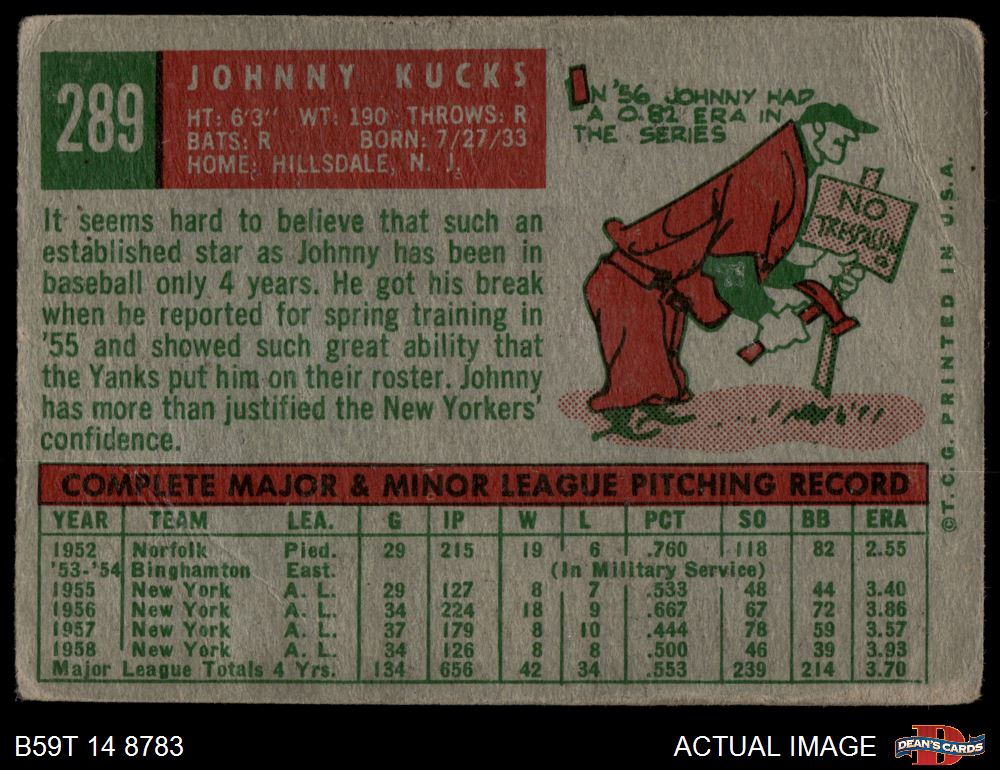 289
JOHNNY KUCKS
HT: 6'3" WT: 190 THROWS: R
BATS: R BORN: 7/27/33
HOME: HILLSDALE, N. J.
IN '56 JOHNNY HAD
A 0.82 ERA IN
THE SERIES
NO
TRESPASSING
It seems hard to believe that such an
established star as Johnny has been in
baseball only 4 years. He got his break
when he reported for spring training in
'55 and showed such great ability that
the Yanks put him on their roster. Johnny
has more than justified the New Yorkers'
confidence.
© T.C.G. PRINTED IN U.S.A.
COMPLETE MAJOR & MINOR LEAGUE PITCHING RECORD
YEAR TEAM LEA. G IP W L PCT SO BB ERA
1952 Norfolk Pied. 29 215 19 6 .760 118 82 2.55
'53-'54 Binghamton East. (In Military Service)
1955 New York A. L. 29 127 8 7 .533 48 44 3.40
1956 New York A. L. 34 224 18 9 .667 67 72 3.86
1957 New York A. L. 37 179 8 10 .444 78 59 3.57
1958 New York A. L. 34 126 8 8 .500 46 39 3.93
Major League Totals 4 Yrs. 134 656 42 34 .553 239 214 3.70
B59T 14 8783
ACTUAL IMAGE
DEAN'S CARDS